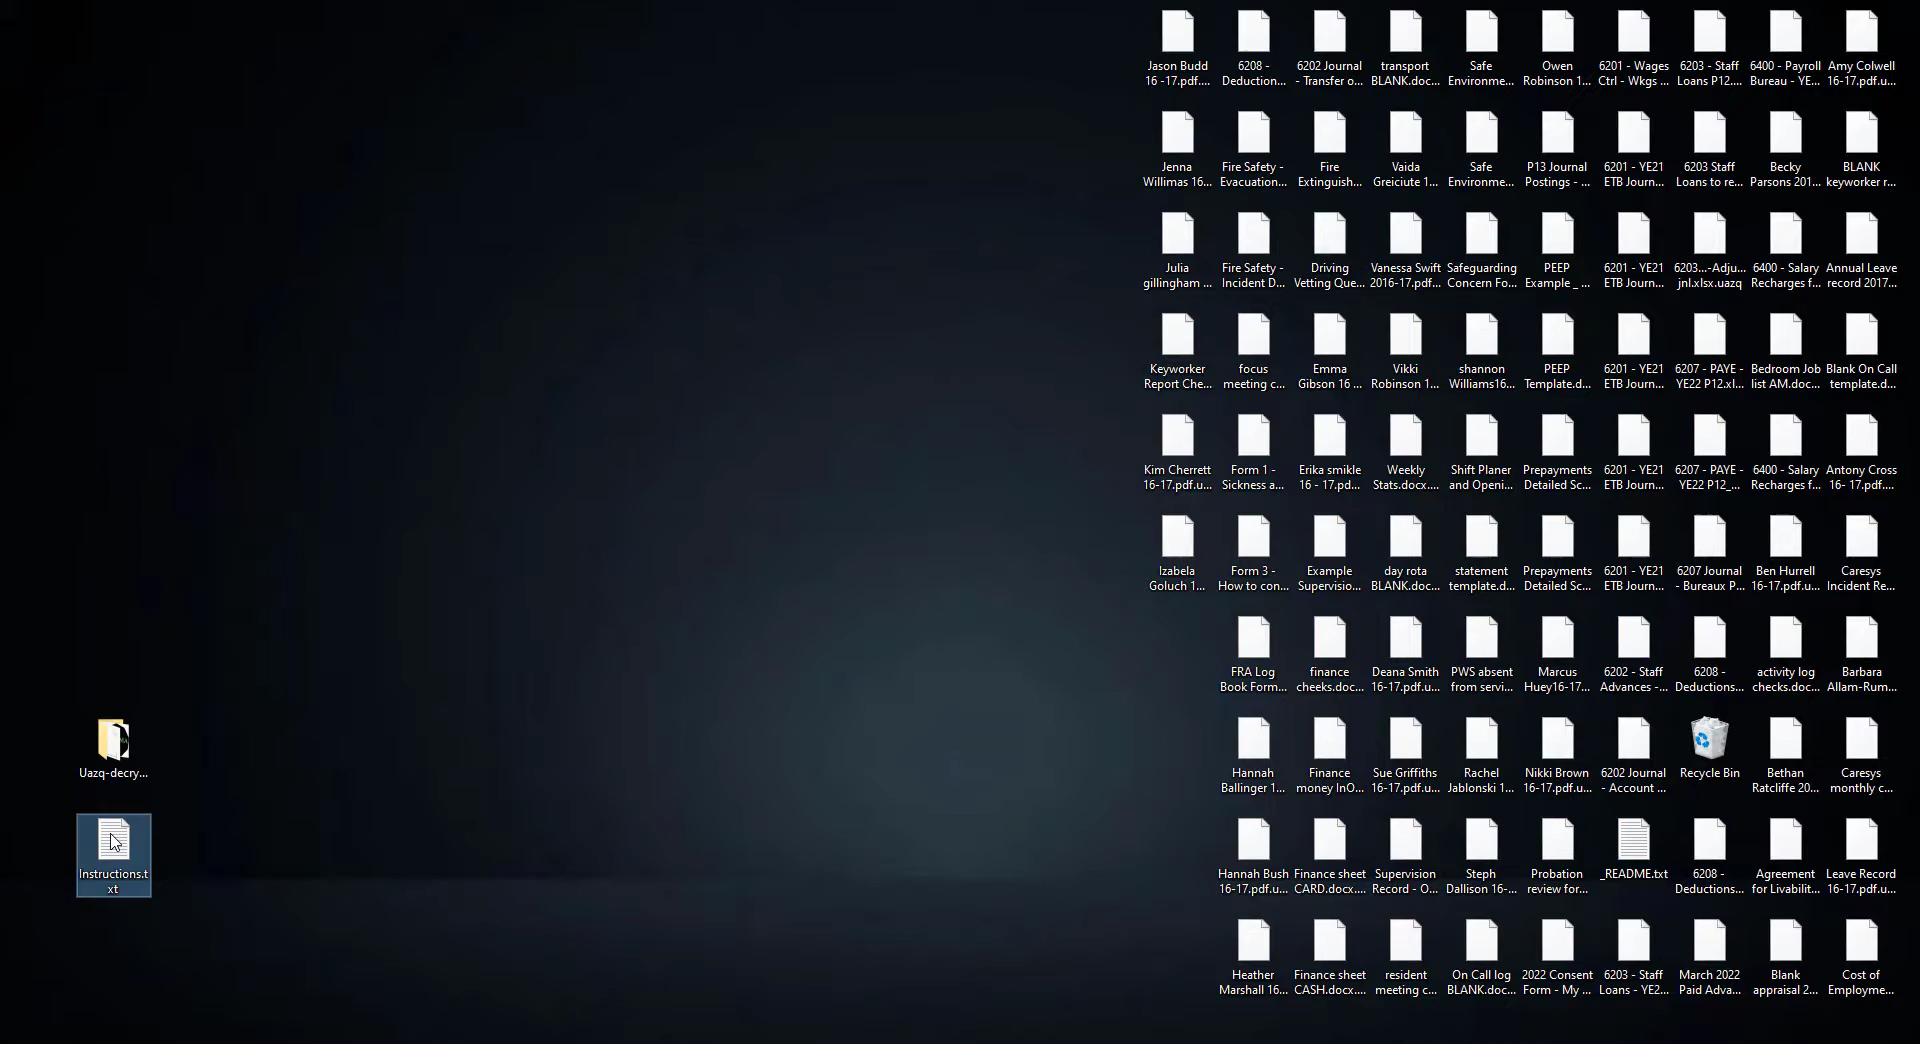 Jason Budd
16 -17.pdf....
6208 -
Deduction...
6202 Journal
- Transfer o...
transport
BLANK.doc...
Safe
Environme...
Owen
Robinson 1...
6201 - Wages
Ctrl - Wkgs ...
6203 - Staff
Loans P12....
6400 - Payroll
Bureau - YE...
Amy Colwell
16-17.pdf.u...
Jenna
Willimas 16...
Fire Safety -
Evacuation...
Fire
Extinguish...
Vaida
Greiciute 1...
Safe
Environme...
P13 Journal
Postings - ...
6201 - YE21
ETB Journ...
6203 Staff
Loans to re...
Becky
Parsons 201...
BLANK
keyworker r...
Julia
gillingham ...
Fire Safety -
Incident D...
Driving
Vetting Que...
Vanessa Swift
2016-17.pdf...
Safeguarding
Concern Fo...
PEEP
Example _ ...
6201 - YE21
ETB Journ...
6203...-Adju...
jnl.xlsx.uazq
6400 - Salary
Recharges f...
Annual Leave
record 2017...
Keyworker
Report Che...
focus
meeting c...
Emma
Gibson 16 ...
Vikki
Robinson 1...
shannon
Williams16...
PEEP
Template.d...
6201 - YE21
ETB Journ...
6207 - PAYE -
YE22 P12.xl...
Bedroom Job
list AM.doc...
Blank On Call
template.d...
Kim Cherrett
16-17.pdf.u...
Form 1 -
Sickness a...
Erika smikle
16 - 17.pd...
Weekly
Stats.docx....
Shift Planer
and Openi...
Prepayments
Detailed Sc...
6201 - YE21
ETB Journ...
6207 - PAYE -
YE22 P12_...
6400 - Salary
Recharges f...
Antony Cross
16- 17.pdf....
Izabela
Goluch 1...
Form 3 -
How to con...
Example
Supervisio...
day rota
BLANK.doc...
statement
template.d...
Prepayments
Detailed Sc...
6201 - YE21
ETB Journ...
6207 Journal
- Bureaux P...
Ben Hurrell
16-17.pdf.u...
Caresys
Incident Re...
FRA Log
Book Form...
finance
cheeks.doc...
Deana Smith
16-17.pdf.u...
PWS absent
from servi...
Marcus
Huey16-17...
6202 - Staff
Advances -...
6208 -
Deductions...
activity log
checks.doc...
Barbara
Allam-Rum...
Uazq-decry...
Hannah
Ballinger 1...
Finance
money InO...
Sue Griffiths
16-17.pdf.u...
Rachel
Jablonski 1...
Nikki Brown
16-17.pdf.u...
6202 Journal
- Account ...
Recycle Bin
Bethan
Ratcliffe 20...
Caresys
monthly c...
Instructions.t
xt
Hannah Bush
16-17.pdf.u...
Finance sheet
CARD.docx....
Supervision
Record - O...
Steph
Dallison 16-...
Probation
review for...
_README.txt
6208 -
Deductions...
Agreement
for Livabilit...
Leave Record
16-17.pdf.u...
Heather
Marshall 16...
Finance sheet
CASH.docx....
resident
meeting c...
On Call log
BLANK.doc...
2022 Consent
Form - My ...
6203 - Staff
Loans - YE2...
March 2022
Paid Adva...
Blank
appraisal 2...
Cost of
Employme...